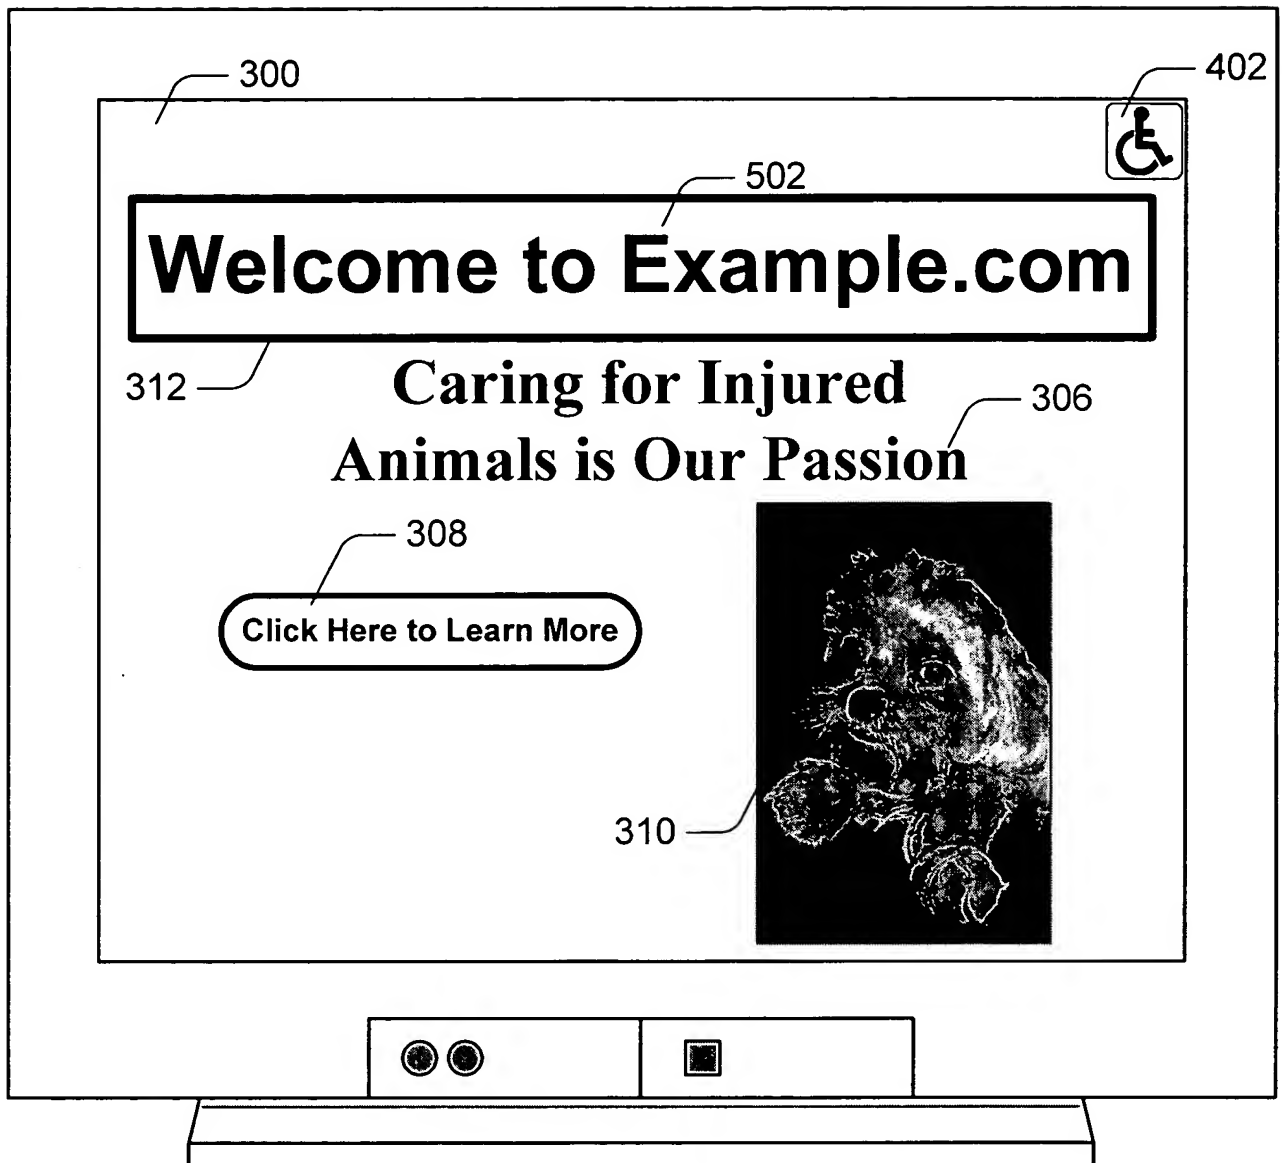 300
402
502
Welcome to Example.com
312
Caring for Injured
306
Animals is Our Passion
308
Click Here to Learn More
310